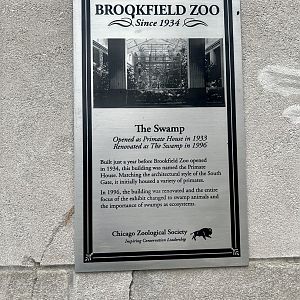 BROOKFIELD ZOO
Since 1934
The Swamp
Opened as Primate House in 1933
Renovated as The Swamp in 1996
Built just a year before Brookfield Zoo opened
in 1934, this building was named the Primate
House. Matching the architectural style of the South
Gate, it initially housed a variety of primates.
In 1996, the building was renovated and the entire
focus of the exhibit changed to swamp animals and
the importance of swamps as ecosystems.
Chicago Zoological Society
Inspiring Conservation Leadership